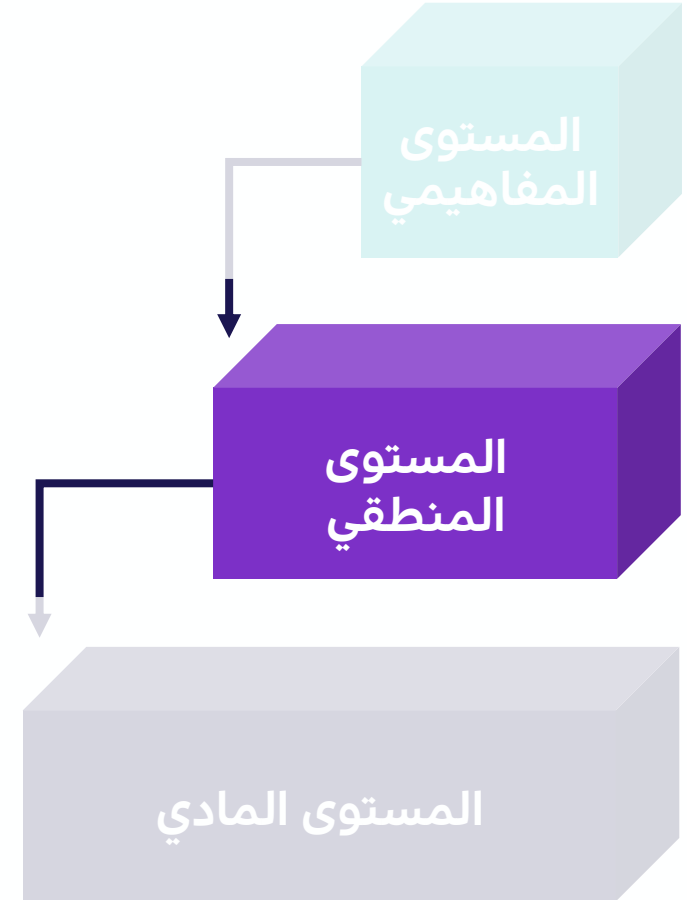 المستوى
المفاهيمي
المستوى
المنطقي
المستوى المادي